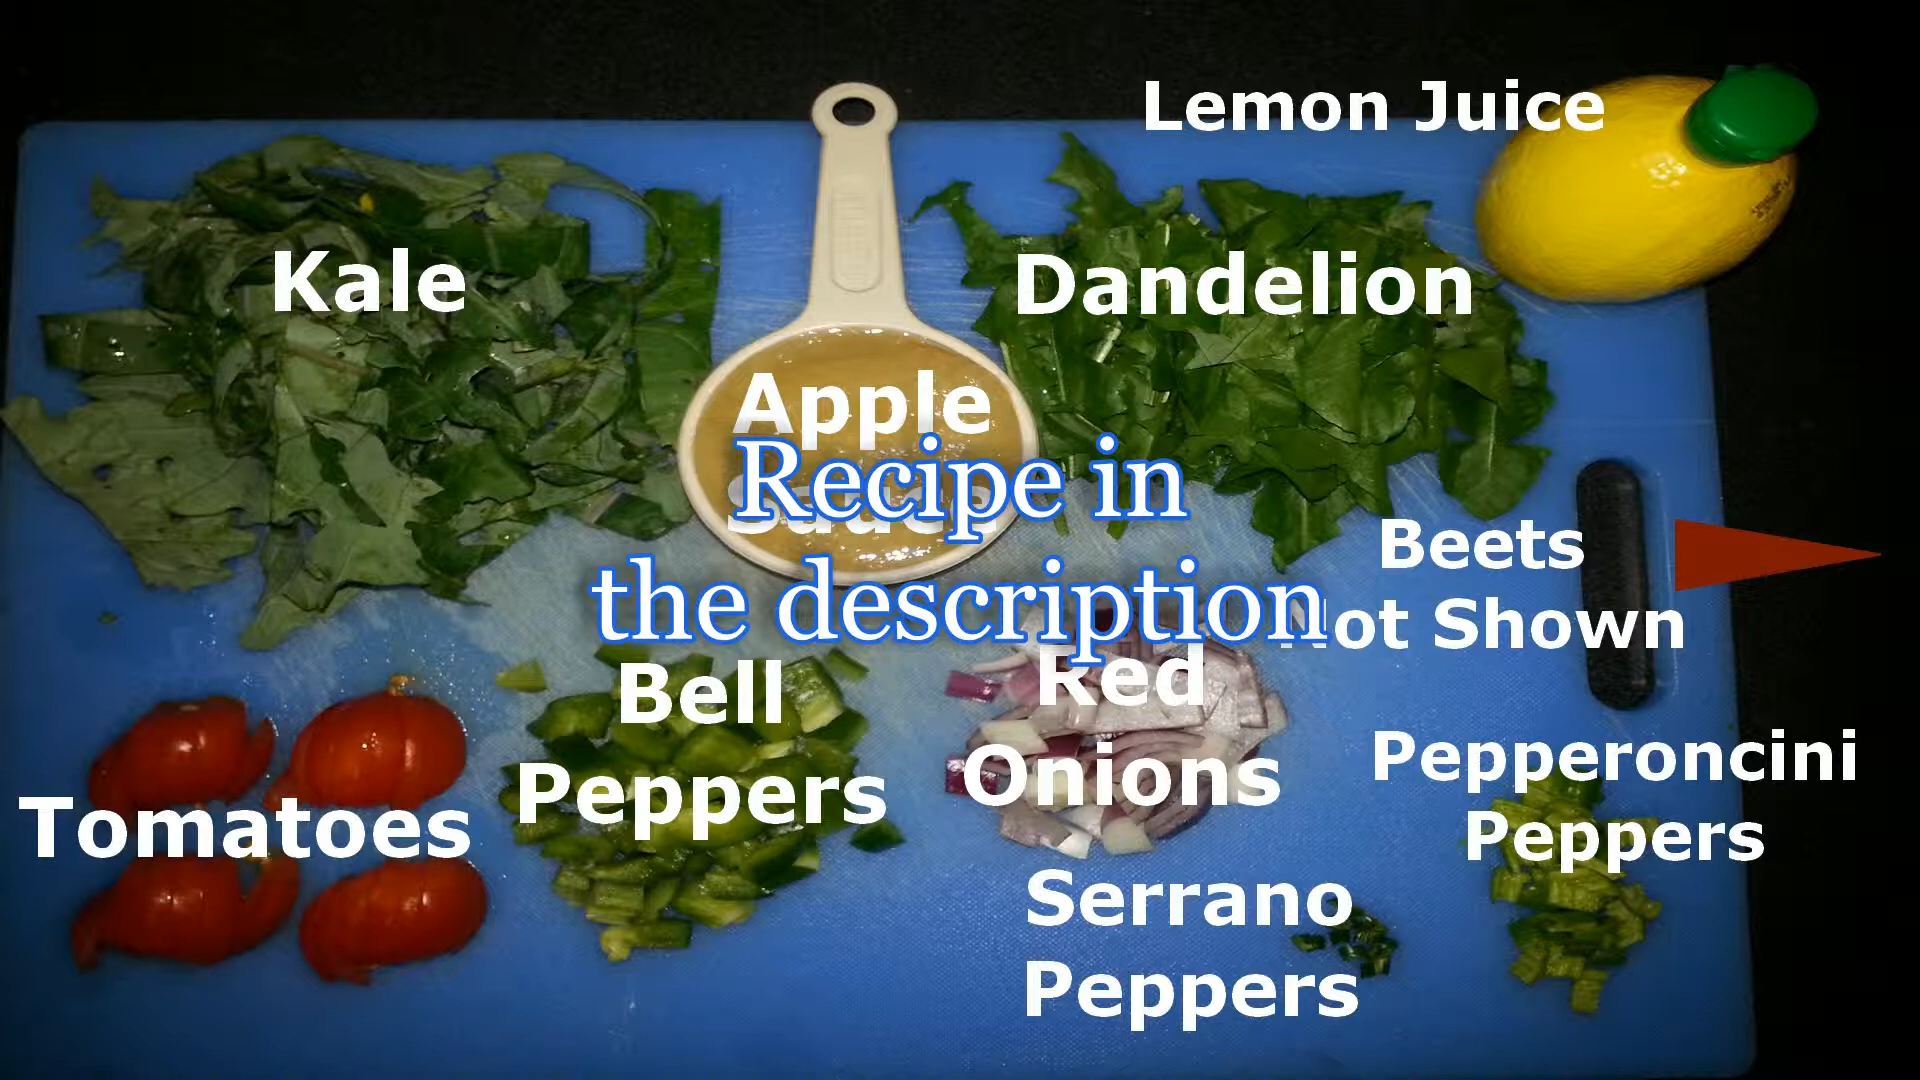 Lemon Juice
Kale
Dandelion
Apple
Sauce
Recipe in
the description
Beets
Not Shown
Bell
Peppers
Red
Onions
Tomatoes
Pepperoncini
Peppers
Serrano
Peppers